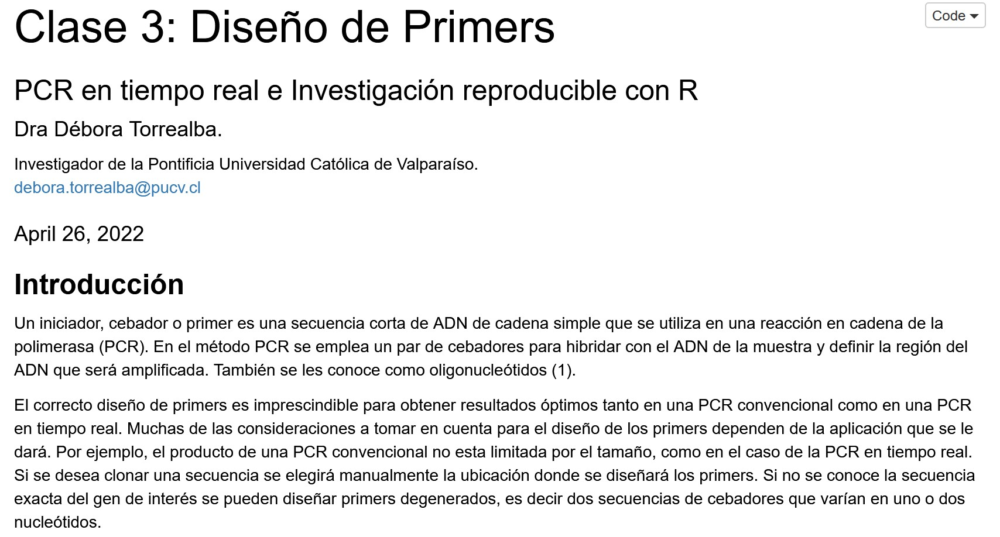 Clase 3: Diseño de Primers
Code
PCR en tiempo real e Investigación reproducible con R
Dra Débora Torrealba.
Investigador de la Pontificia Universidad Católica de Valparaíso.
debora.torrealba@pucv.cl
April 26, 2022
Introducción
Un iniciador, cebador o primer es una secuencia corta de ADN de cadena simple que se utiliza en una reacción en cadena de la
polimerasa (PCR). En el método PCR se emplea un par de cebadores para hibridar con el ADN de la muestra y definir la región del
ADN que será amplificada. También se les conoce como oligonucleótidos (1).
El correcto diseño de primers es imprescindible para obtener resultados óptimos tanto en una PCR convencional como en una PCR
en tiempo real. Muchas de las consideraciones a tomar en cuenta para el diseño de los primers dependen de la aplicación que se le
dará. Por ejemplo, el producto de una PCR convencional no esta limitada por el tamaño, como en el caso de la PCR en tiempo real.
Si se desea clonar una secuencia se elegirá manualmente la ubicación donde se diseñará los primers. Si no se conoce la secuencia
exacta del gen de interés se pueden diseñar primers degenerados, es decir dos secuencias de cebadores que varían en uno o dos
nucleótidos.